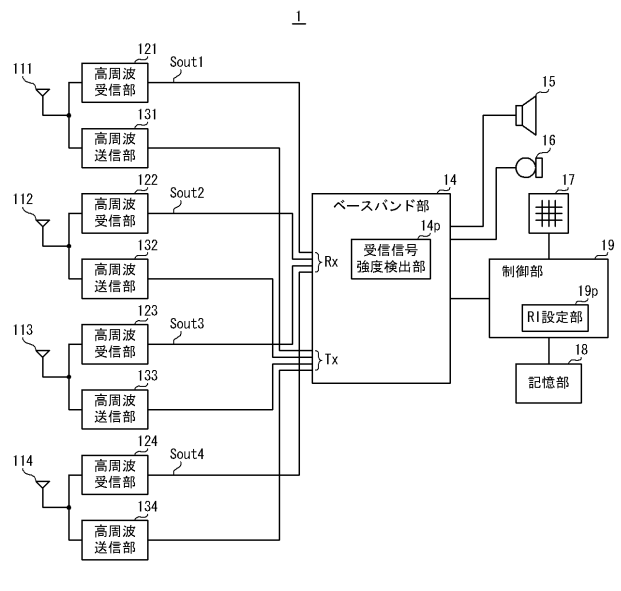 1
111
121
高周波
受信部
Sout1
131
高周波
送信部
112
122
高周波
受信部
Sout2
132
高周波
送信部
113
123
高周波
受信部
Sout3
133
高周波
送信部
114
124
高周波
受信部
Sout4
134
高周波
送信部
14
ベースバンド部
14p
受信信号
強度検出部
Rx
Tx
15
16
17
19
制御部
19p
RI設定部
18
記憶部